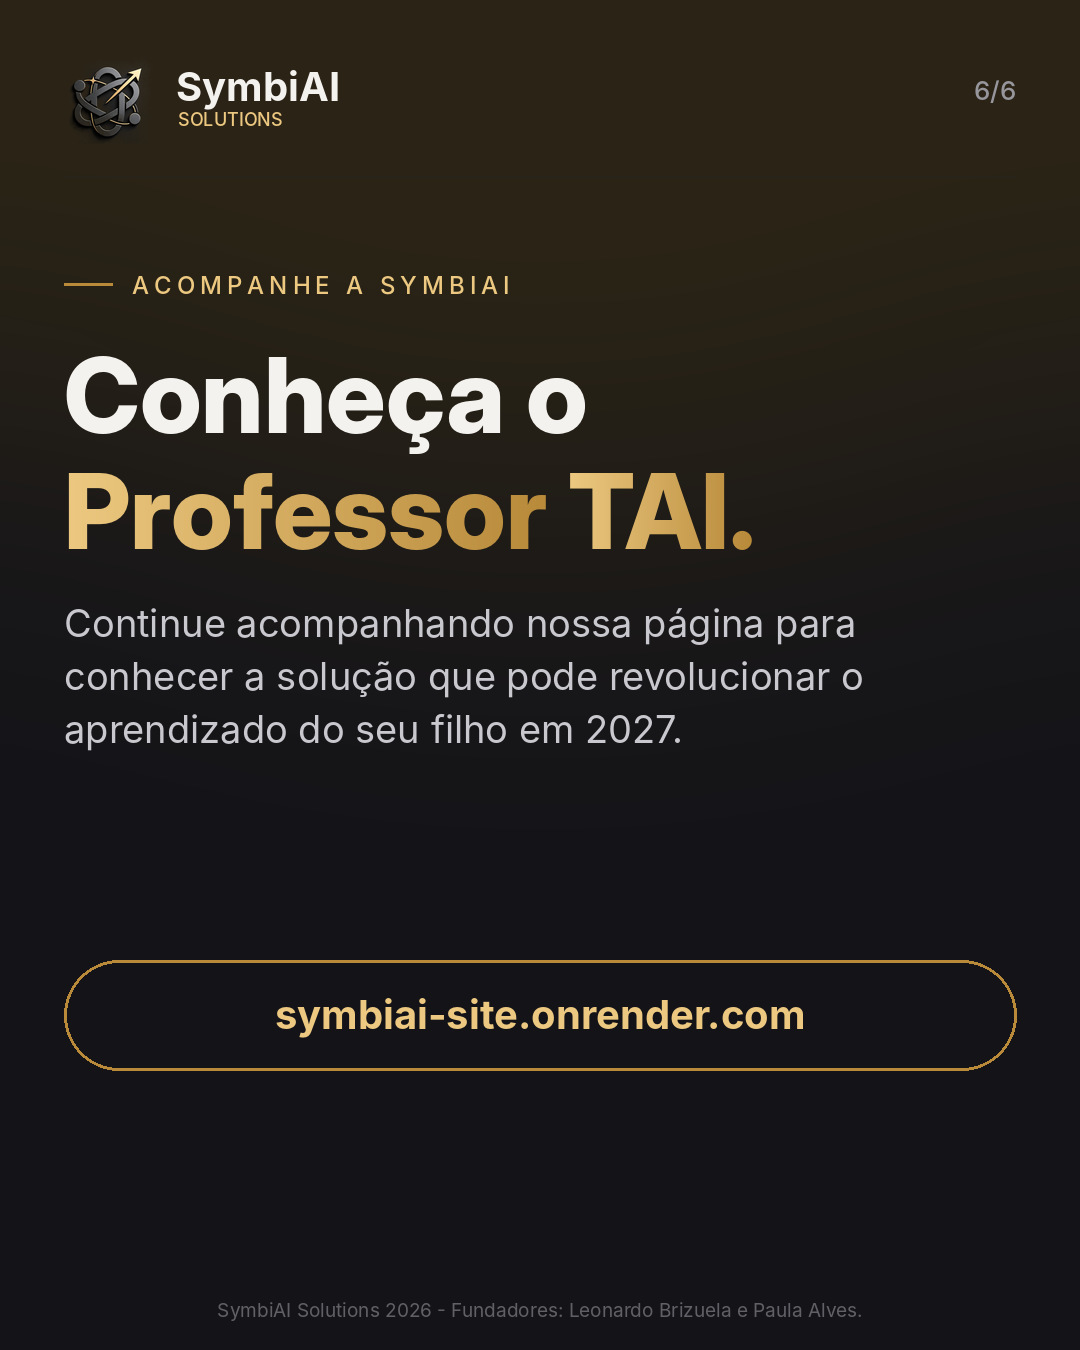 SymbiAI
SOLUTIONS
6/6
ACOMPANHE A SYMBIAI
Conheça o
Professor TAI.
Continue acompanhando nossa página para
conhecer a solução que pode revolucionar o
aprendizado do seu filho em 2027.
symbiai-site.onrender.com
SymbiAI Solutions 2026 - Fundadores: Leonardo Brizuela e Paula Alves.